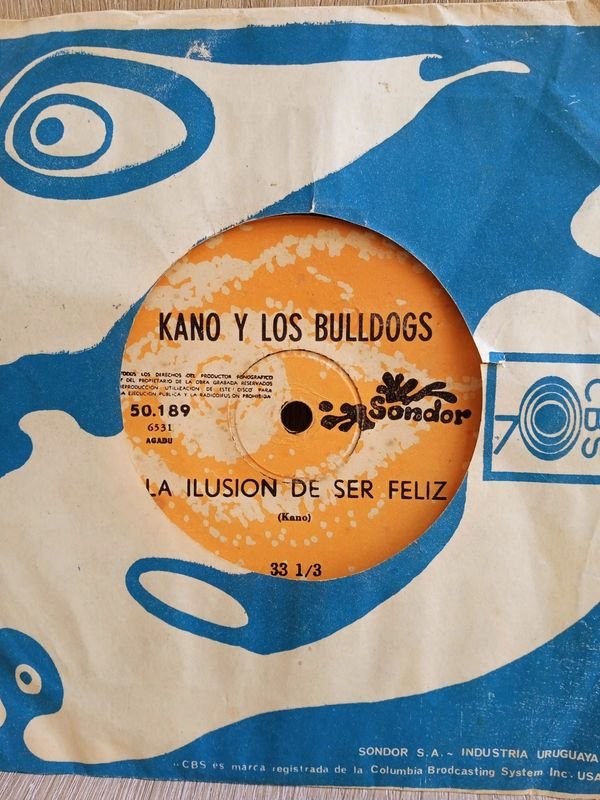 KANO Y LOS BULLDOGS
TODOS LOS DERECHOS DEL PRODUCTOR FONOGRAFICO
Y DEL PROPIETARIO DE LA OBRA GRABADA RESERVADOS
REPRODUCCION UTILIZACION DE ESTE DISCO PARA
LA EJECUCION PUBLICA Y LA RADIODIFUSION PROHIBIDA
50.189
6531
AGADU
Sondor
LA ILUSION DE SER FELIZ
(Kano)
33 1/3
70
CBS
SONDOR S.A. ~ INDUSTRIA URUGUAYA
CBS es marca registrada de la Columbia Brodcasting System Inc. USA